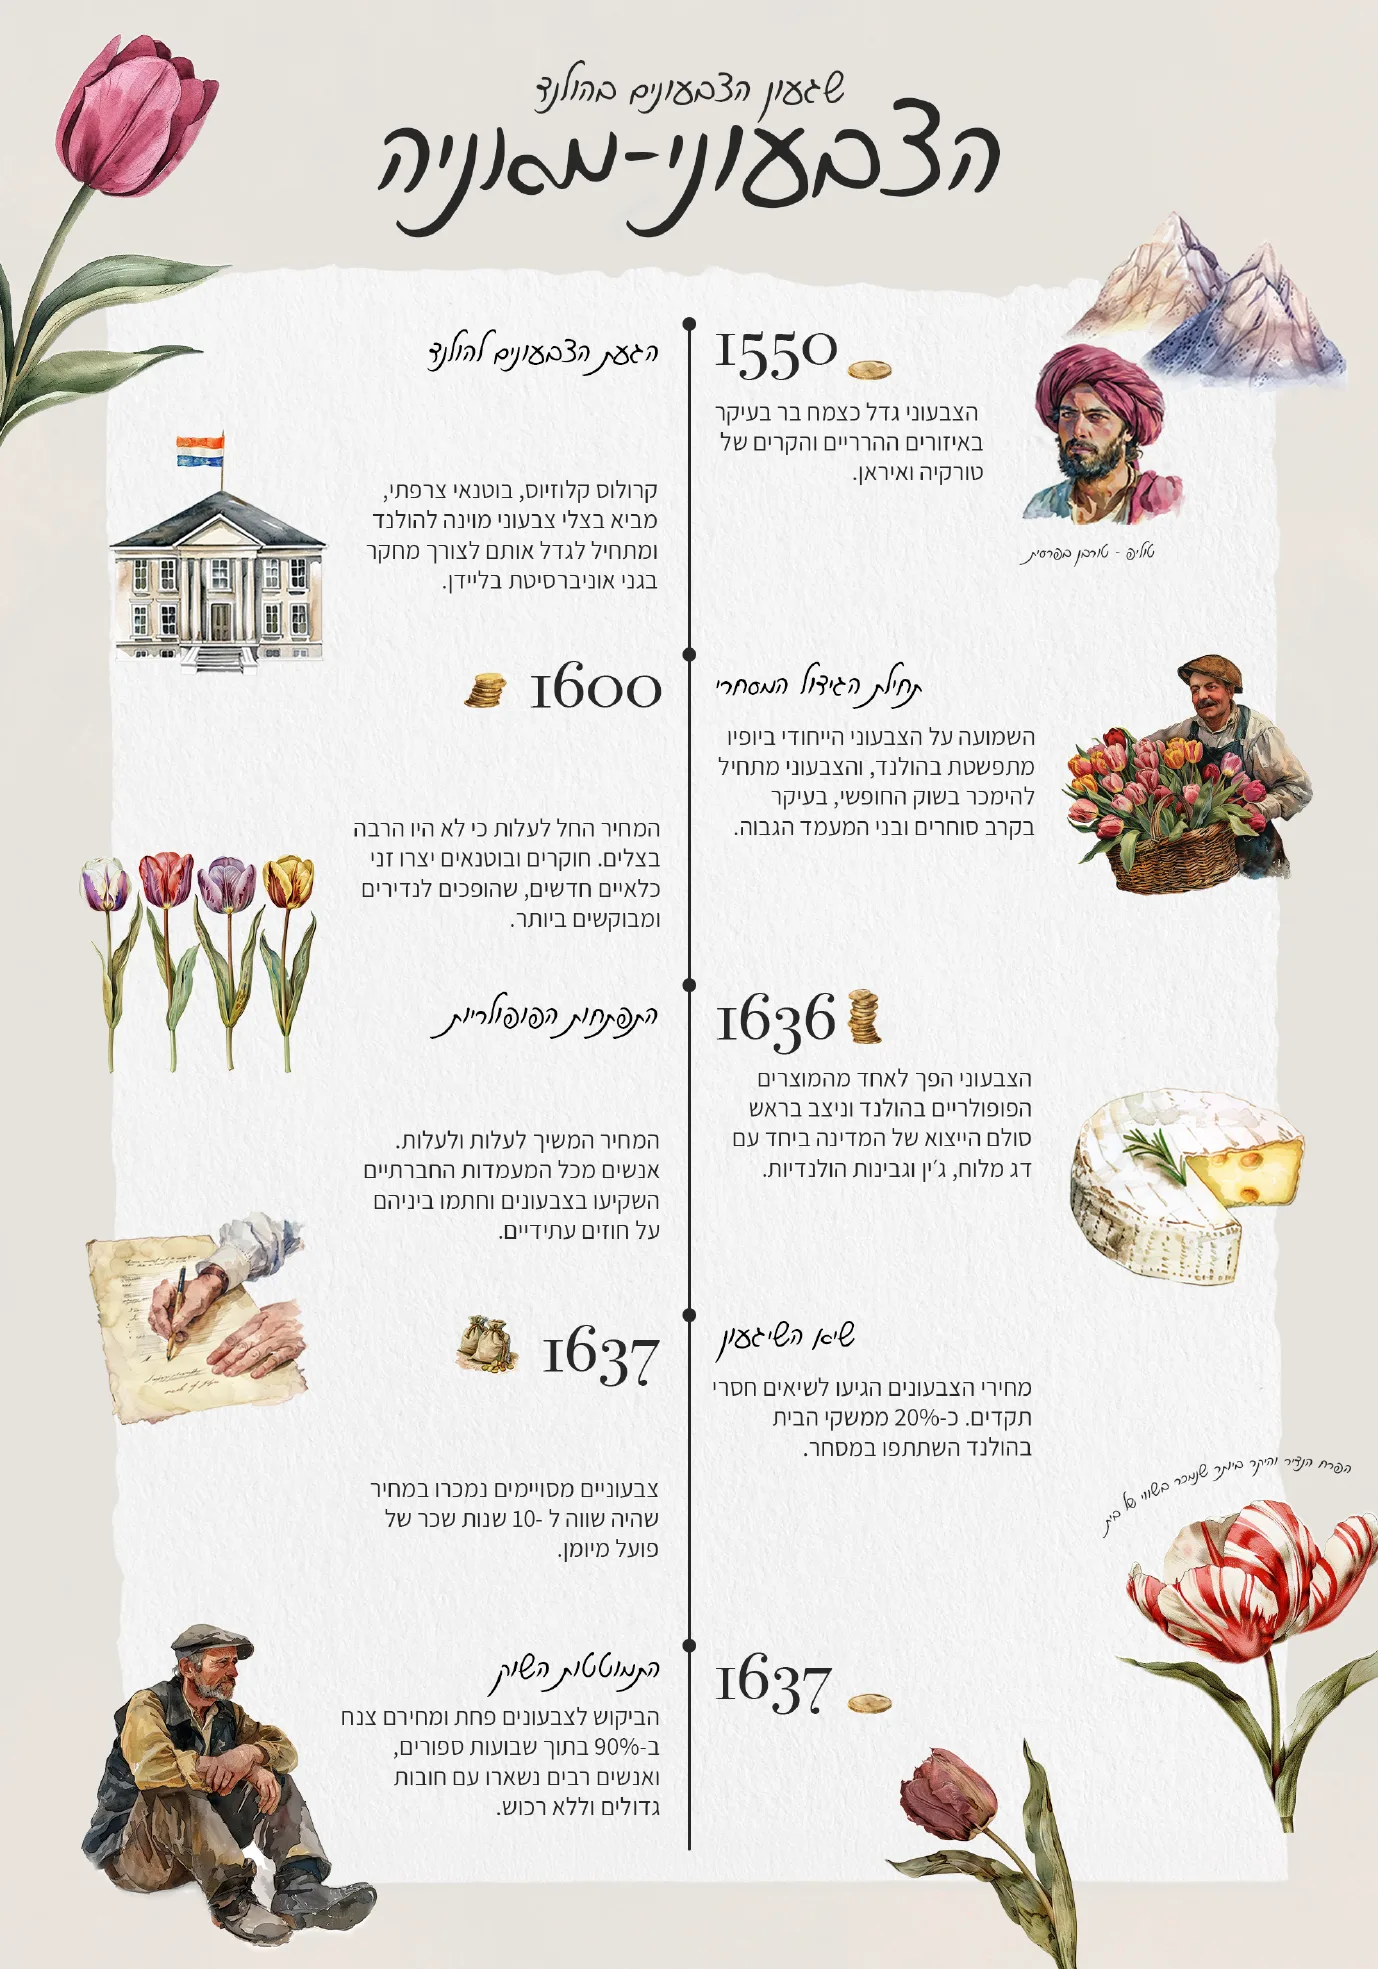 שגעון הצבעונים בהולנד
הצבעוני-מאניה
1550
הגעת הצבעונים להולנד
הצבעוני גדל כצמח בר בעיקר
באיזורים ההרריים והקרים של
טורקיה ואיראן.
טוליפ - טורבן בפרסית
קרולוס קלוזיוס, בוטנאי צרפתי,
מביא בצלי צבעוני מוינה להולנד
ומתחיל לגדל אותם לצורך מחקר
בגני אוניברסיטת בליידן.
1600
תחילת הגידול המסחרי
השמועה על הצבעוני הייחודי ביופיו
מתפשטת בהולנד, והצבעוני מתחיל
להימכר בשוק החופשי, בעיקר
בקרב סוחרים ובני המעמד הגבוה.
המחיר החל לעלות כי לא היו הרבה
בצלים. חוקרים ובוטנאים יצרו זני
כלאיים חדשים, שהופכים לנדירים
ומבוקשים ביותר.
1636
התפתחות הפופולריות
הצבעוני הפך לאחד מהמוצרים
הפופולריים בהולנד וניצב בראש
סולם הייצוא של המדינה ביחד עם
דג מלוח, ג׳ין וגבינות הולנדיות.
המחיר המשיך לעלות ולעלות.
אנשים מכל המעמדות החברתיים
השקיעו בצבעונים וחתמו ביניהם
על חוזים עתידיים.
1637
שיא השיגעון
מחירי הצבעונים הגיעו לשיאים חסרי
תקדים. כ-20% ממשקי הבית
בהולנד השתתפו במסחר.
הפרח הנדיר והיקר ביותר שנמכר בשווי של בית
צבעוניים מסויימים נמכרו במחיר
שהיה שווה ל -10 שנות שכר של
פועל מיומן.
1637
התמוטטות השוק
הביקוש לצבעונים פחת ומחירם צנח
ב-90% בתוך שבועות ספורים,
ואנשים רבים נשארו עם חובות
גדולים וללא רכוש.